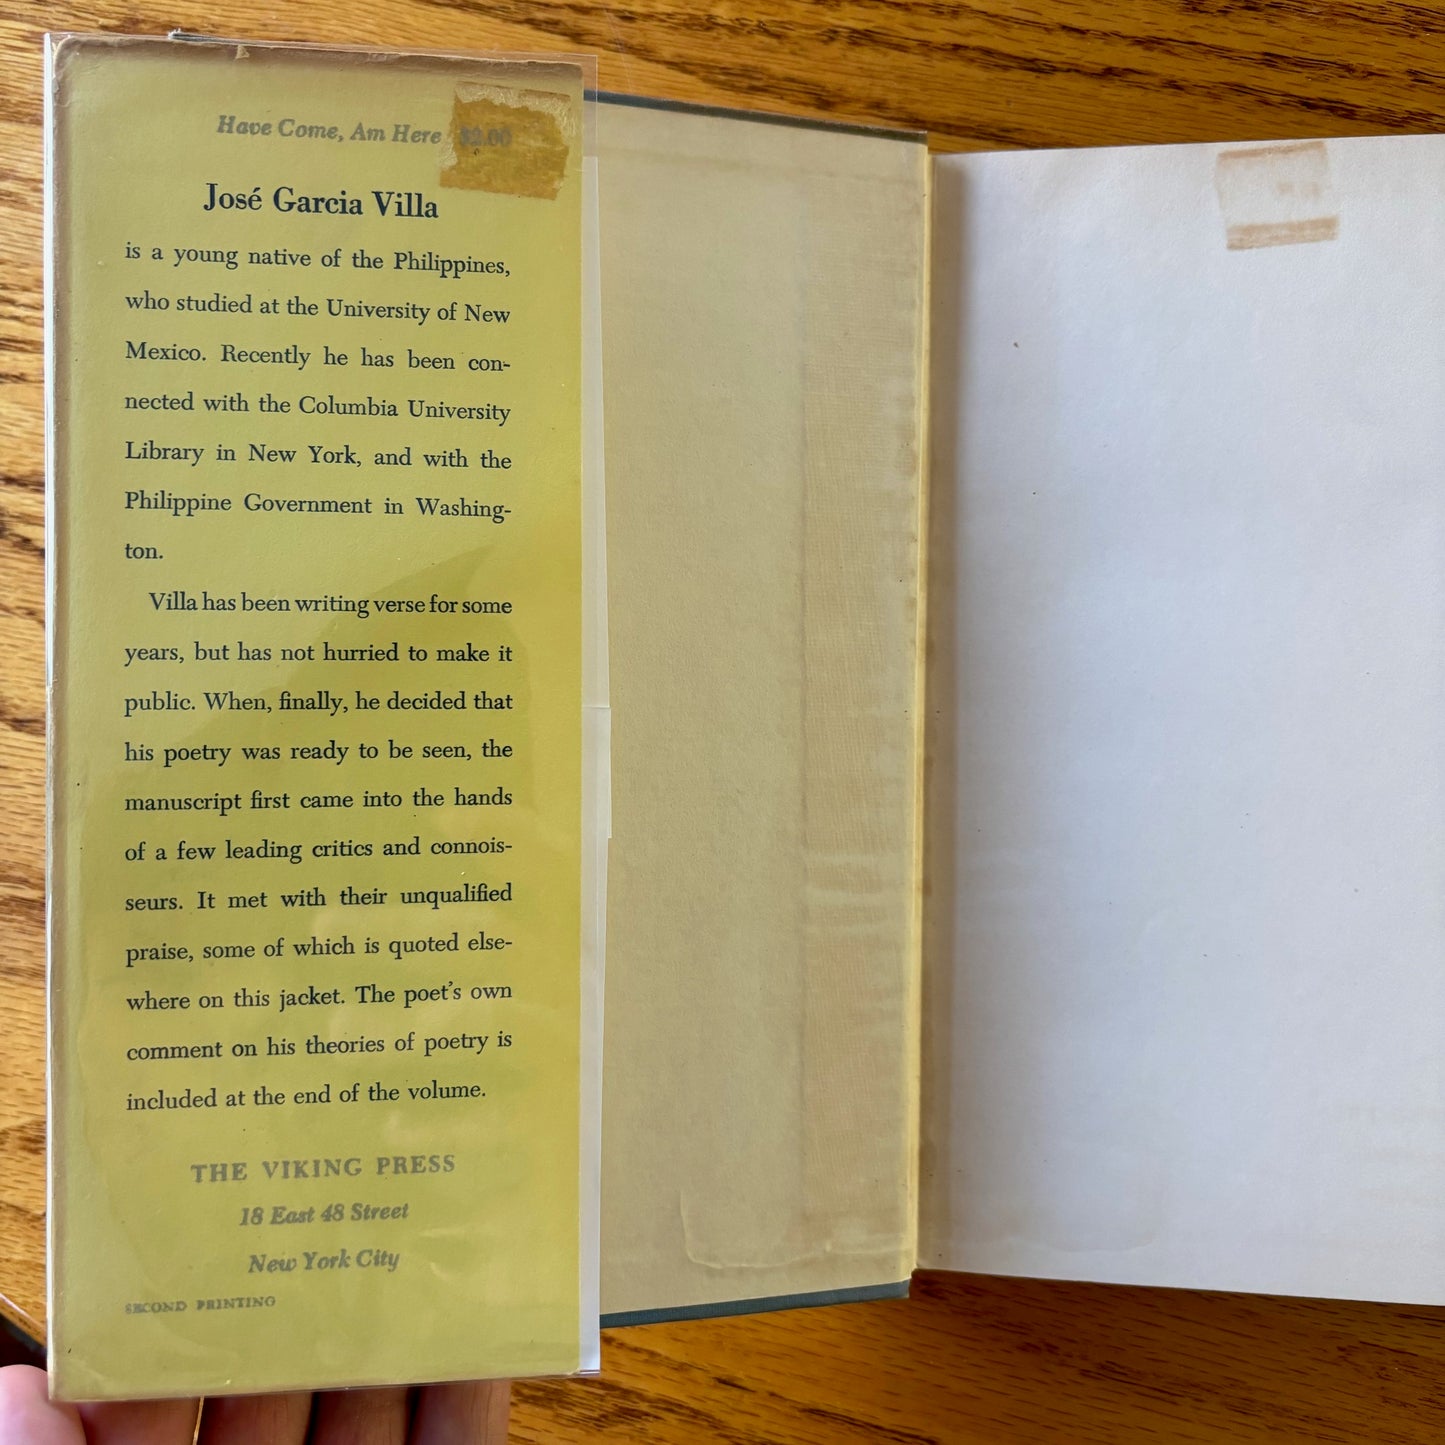 Have Come, Am Here $2.00
José Garcia Villa
is a young native of the Philippines,
who studied at the University of New
Mexico. Recently he has been con-
nected with the Columbia University
Library in New York, and with the
Philippine Government in Washing-
ton.
Villa has been writing verse for some
years, but has not hurried to make it
public. When, finally, he decided that
his poetry was ready to be seen, the
manuscript first came into the hands
of a few leading critics and connois-
seurs. It met with their unqualified
praise, some of which is quoted else-
where on this jacket. The poet's own
comment on his theories of poetry is
included at the end of the volume.
THE VIKING PRESS
18 East 48 Street
New York City
SECOND PRINTING